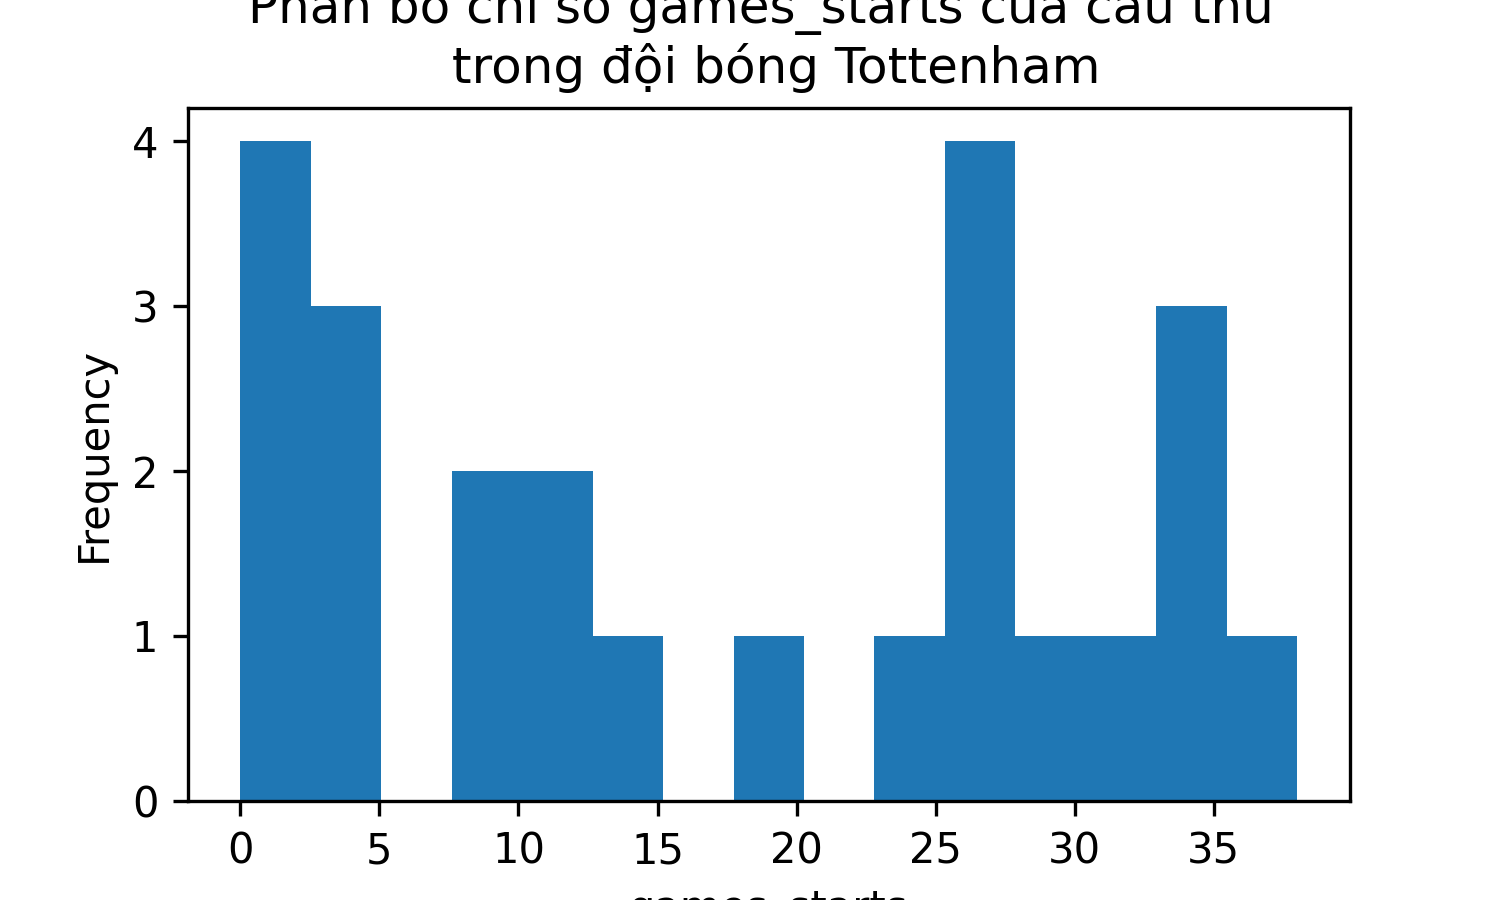 Phân bố chỉ số games_starts của cầu thủ
trong đội bóng Tottenham
4
3
2
1
0
Frequency
0 5 10 15 20 25 30 35
games_starts